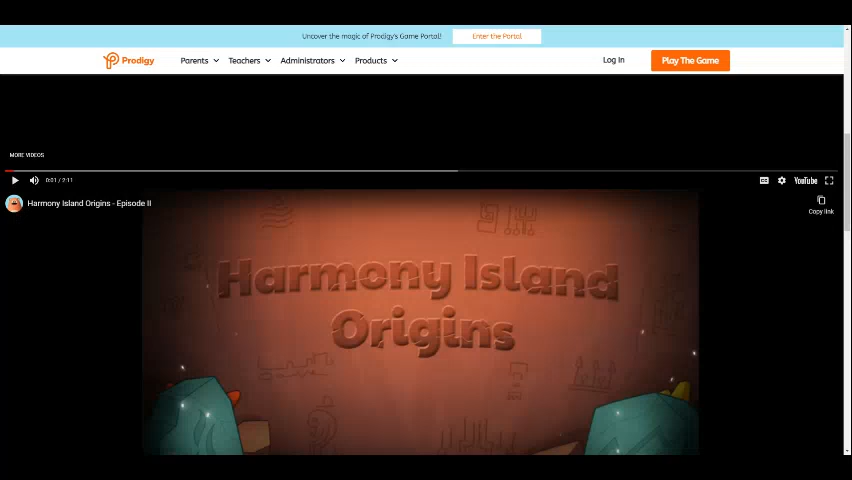 Uncover the magic of Prodigy's Game Portal! Enter the Portal
Prodigy Parents Teachers Administrators Products Log In Play The Game
MORE VIDEOS
0:01 / 2:11 CC YouTube
Harmony Island Origins - Episode II
Copy link
Harmony Island
Origins